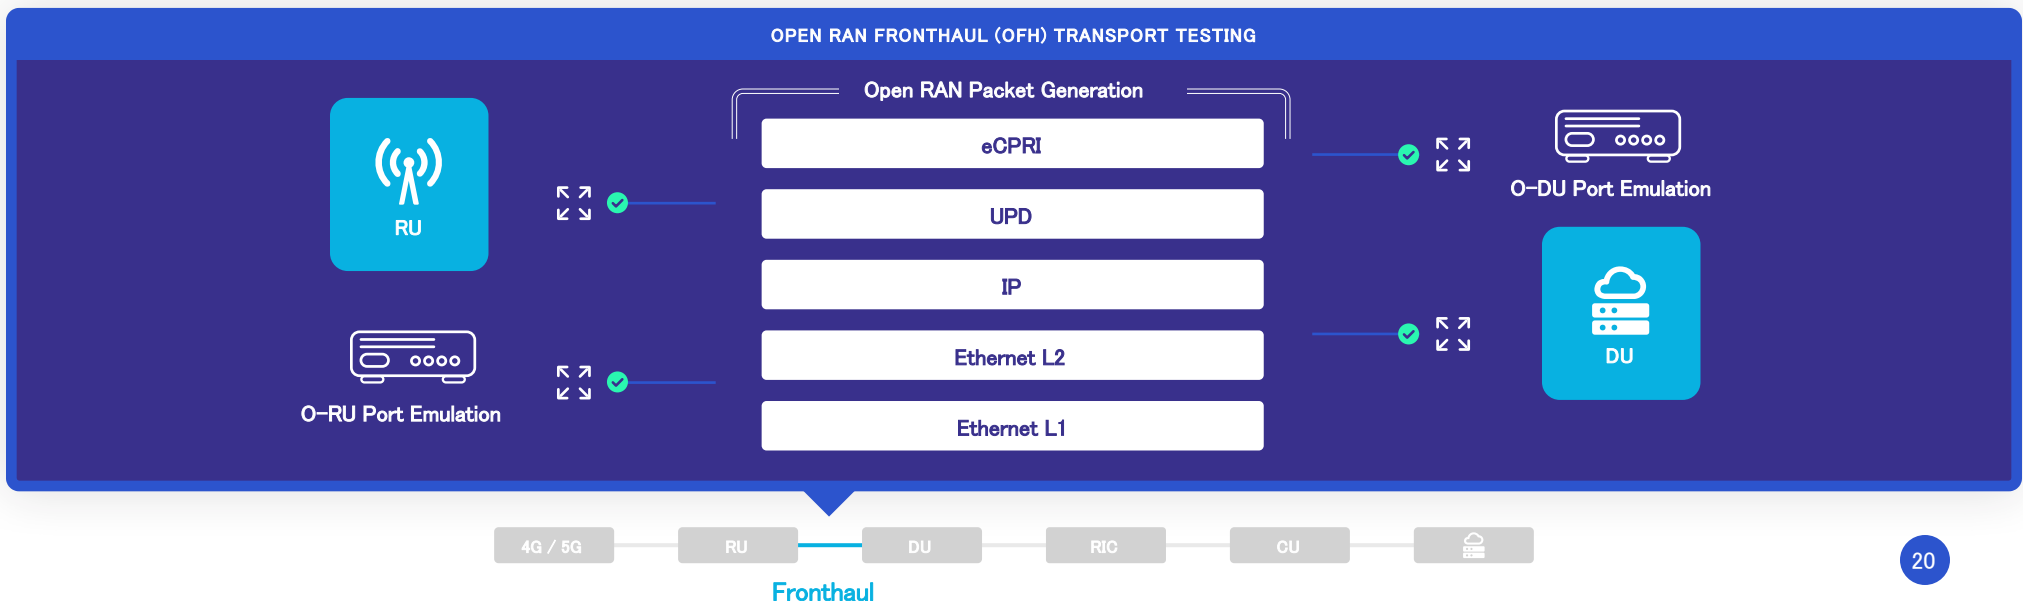 OPEN RAN FRONTHAUL (OFH) TRANSPORT TESTING
Open RAN Packet Generation
RU
O-RU Port Emulation
eCPRI
UPD
IP
Ethernet L2
Ethernet L1
O-DU Port Emulation
DU
4G / 5G
RU
DU
RIC
CU
Fronthaul
20